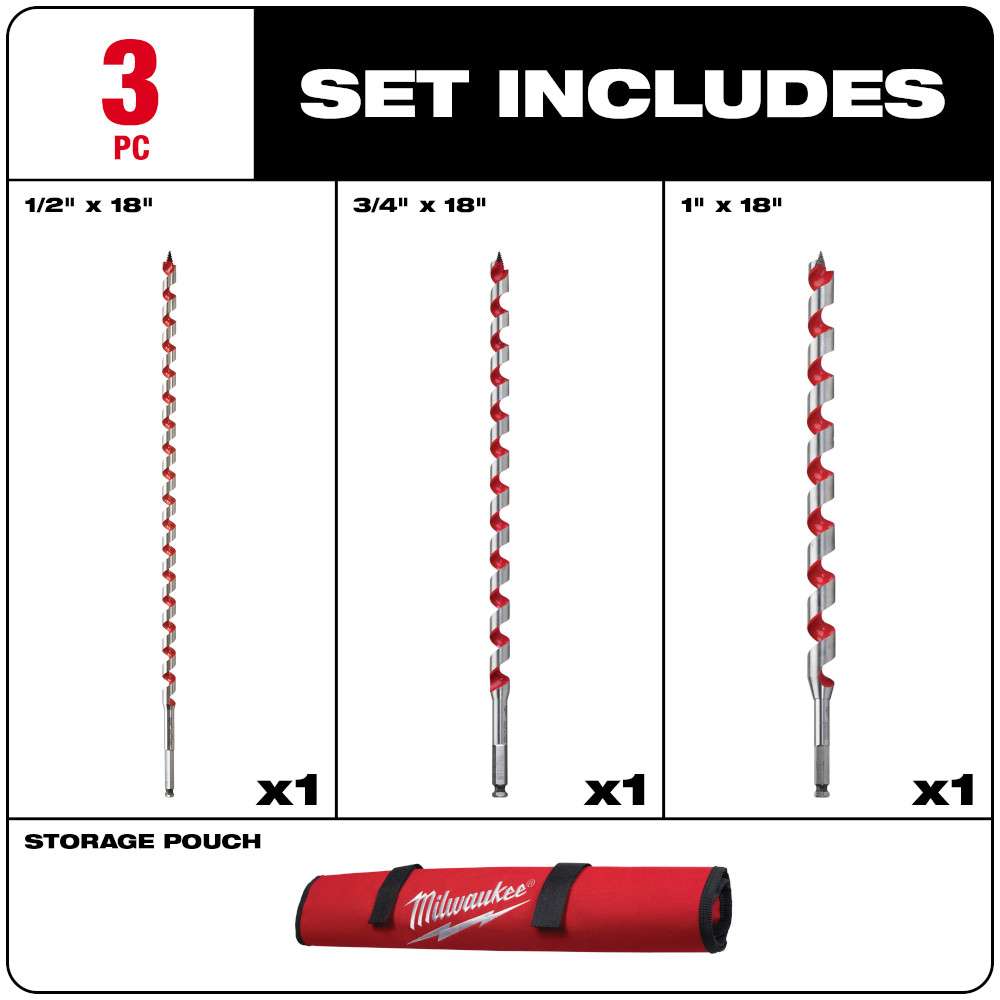 3
PC
SET INCLUDES
1/2" x 18"
3/4" x 18"
1" x 18"
x1
x1
x1
STORAGE POUCH
Milwaukee®